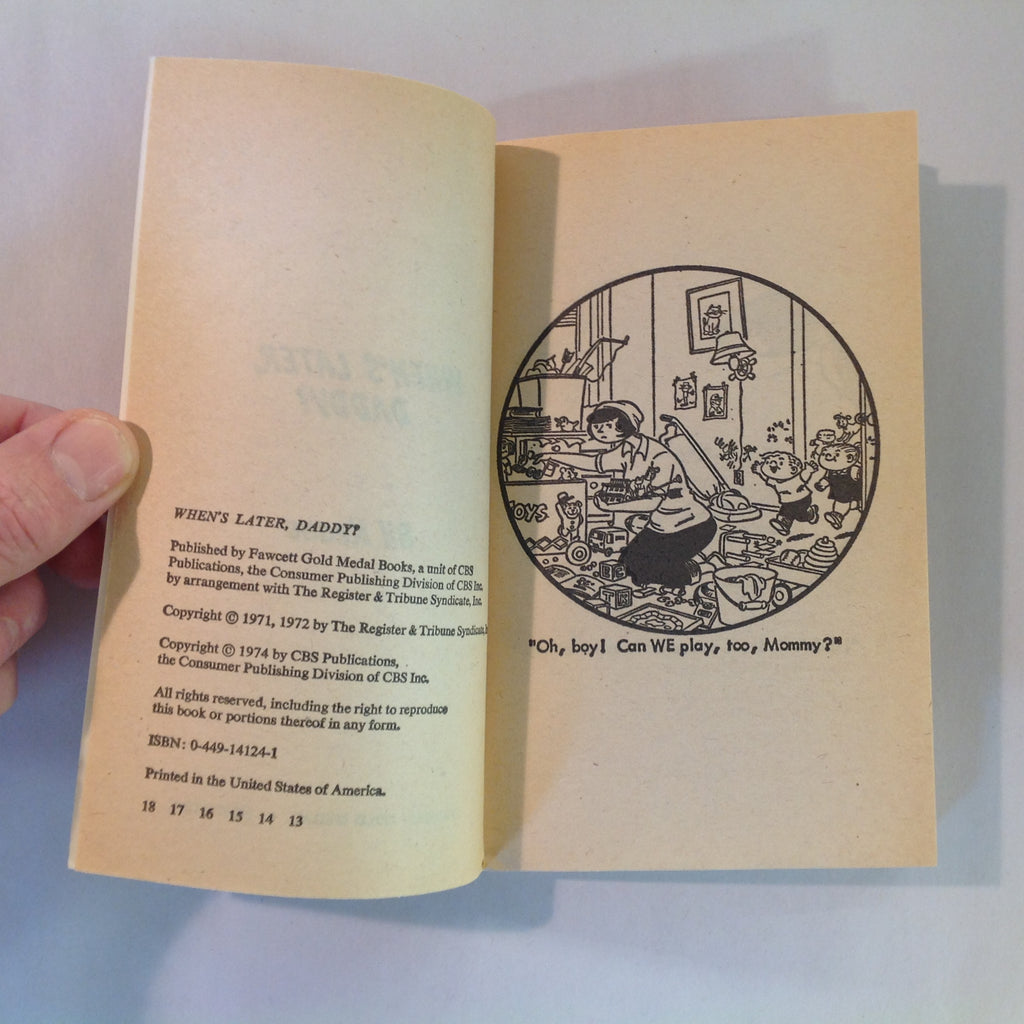 WHEN'S LATER, DADDY?
Published by Fawcett Gold Medal Books, a unit of CBS
Publications, the Consumer Publishing Division of CBS Inc.
by arrangement with The Register & Tribune Syndicate, Inc.
Copyright © 1971, 1972 by The Register & Tribune Syndicate,
Copyright © 1974 by CBS Publications,
the Consumer Publishing Division of CBS Inc.
All rights reserved, including the right to reproduce
this book or portions thereof in any form.
ISBN: 0-449-14124-1
Printed in the United States of America.
18 17 16 15 14 13
OYS
"Oh, boy! Can WE play, too, Mommy?"